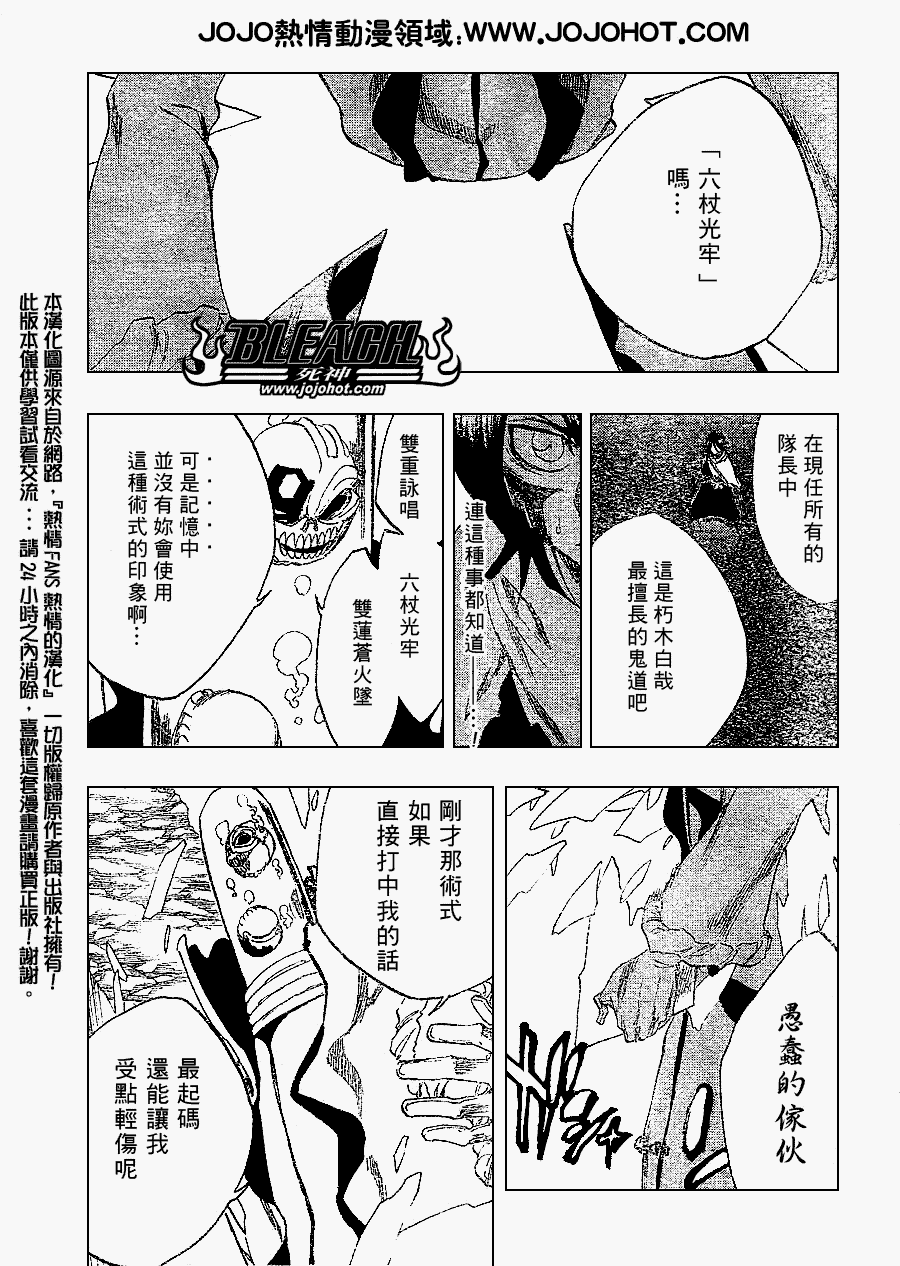 JOJO熱情動漫領域:WWW.JOJOHOT.COM
「六杖光牢」
嗎…
BLEACH
死神
www.jojohot.com
在現任所有的
隊長中
這是朽木白哉
最擅長的鬼道吧
連這種事都知道——…!
雙重詠唱
六杖光牢
雙蓮蒼火墜
・・・・・
可是記憶中
並沒有妳會使用
這種術式的印象啊…
愚蠢的傢伙
剛才那術式
如果
直接打中我的話
最起碼
還能讓我
受點輕傷呢
本漢化圖源來自於網路，『熱情FANS熱情的漢化』一切版權歸原作者與出版社擁有！
此版本僅供學習試看交流…請24小時之內消除，喜歡這套漫畫請購買正版！謝謝。